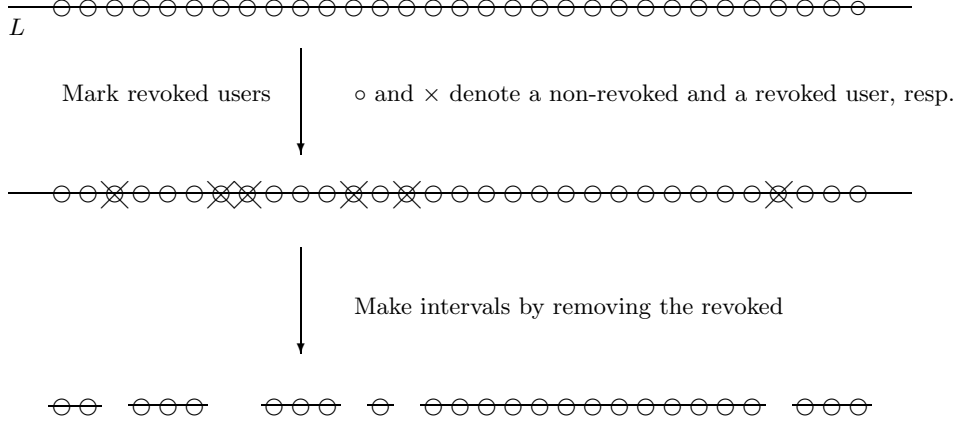 L
Mark revoked users
∘ and × denote a non-revoked and a revoked user, resp.
Make intervals by removing the revoked